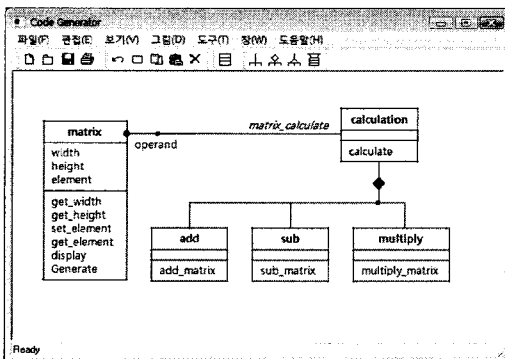 Code Generator
파일(F) 편집(E) 보기(V) 그림(D) 도구(T) 창(W) 도움말(H)
matrix
width
height
element
get_width
get_height
set_element
get_element
display
Generate
operand
matrix_calculate
calculation
calculate
add
add_matrix
sub
sub_matrix
multiply
multiply_matrix
Ready